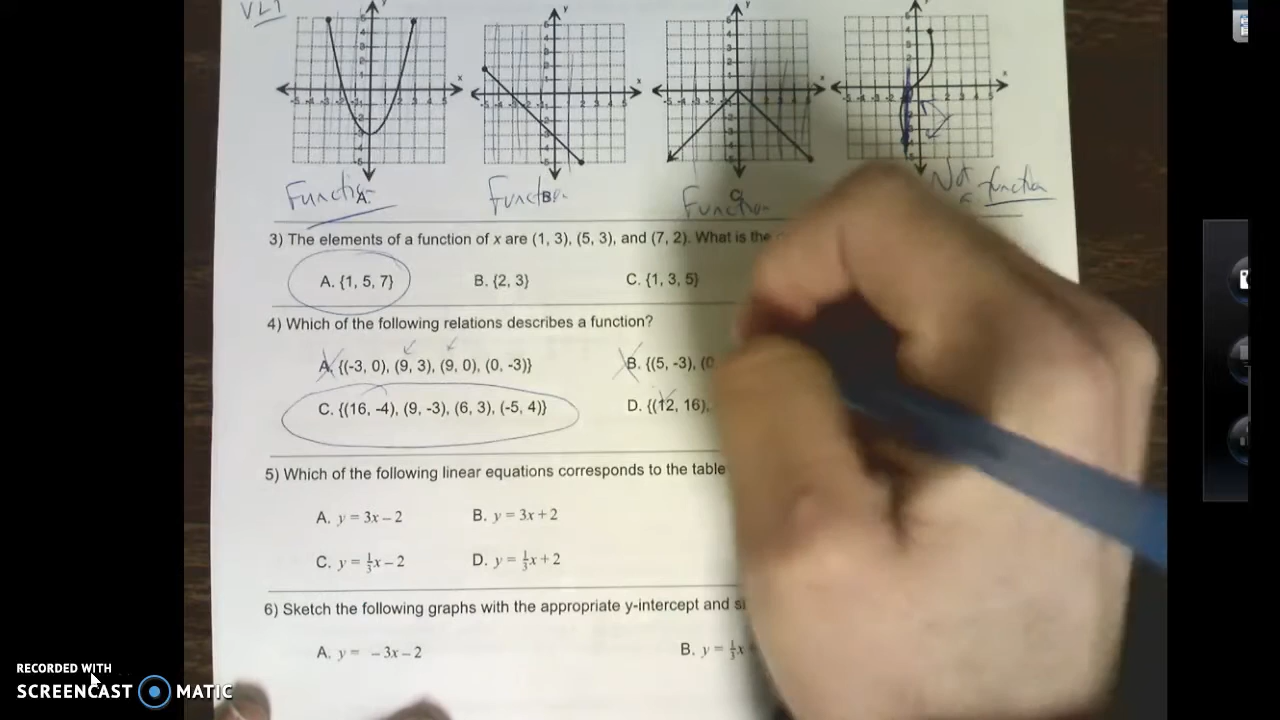 VLT
Function
A.
Function
B.
Function
C.
Not
a function
3) The elements of a function of x are (1, 3), (5, 3), and (7, 2). What is the
A. {1, 5, 7} B. {2, 3} C. {1, 3, 5}
4) Which of the following relations describes a function?
A. {(-3, 0), (9, 3), (9, 0), (0, -3)} B. {(5, -3), (0,
C. {(16, -4), (9, -3), (6, 3), (-5, 4)} D. {(12, 16),
5) Which of the following linear equations corresponds to the table
A. y = 3x – 2 B. y = 3x + 2
C. y = 1/3 x – 2 D. y = 1/3 x + 2
6) Sketch the following graphs with the appropriate y-intercept and
A. y = – 3x – 2 B. y = 1/3 x
RECORDED WITH
SCREENCAST MATIC